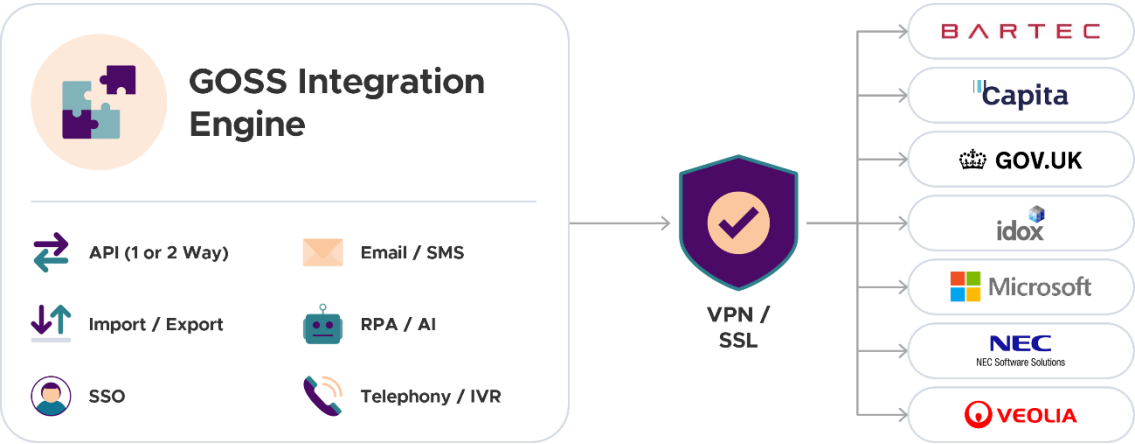 GOSS Integration
Engine
API (1 or 2 Way)
Email / SMS
Import / Export
RPA / AI
SSO
Telephony / IVR
VPN /
SSL
BARTEC
Capita
GOV.UK
idox
Microsoft
NEC
NEC Software Solutions
VEOLIA